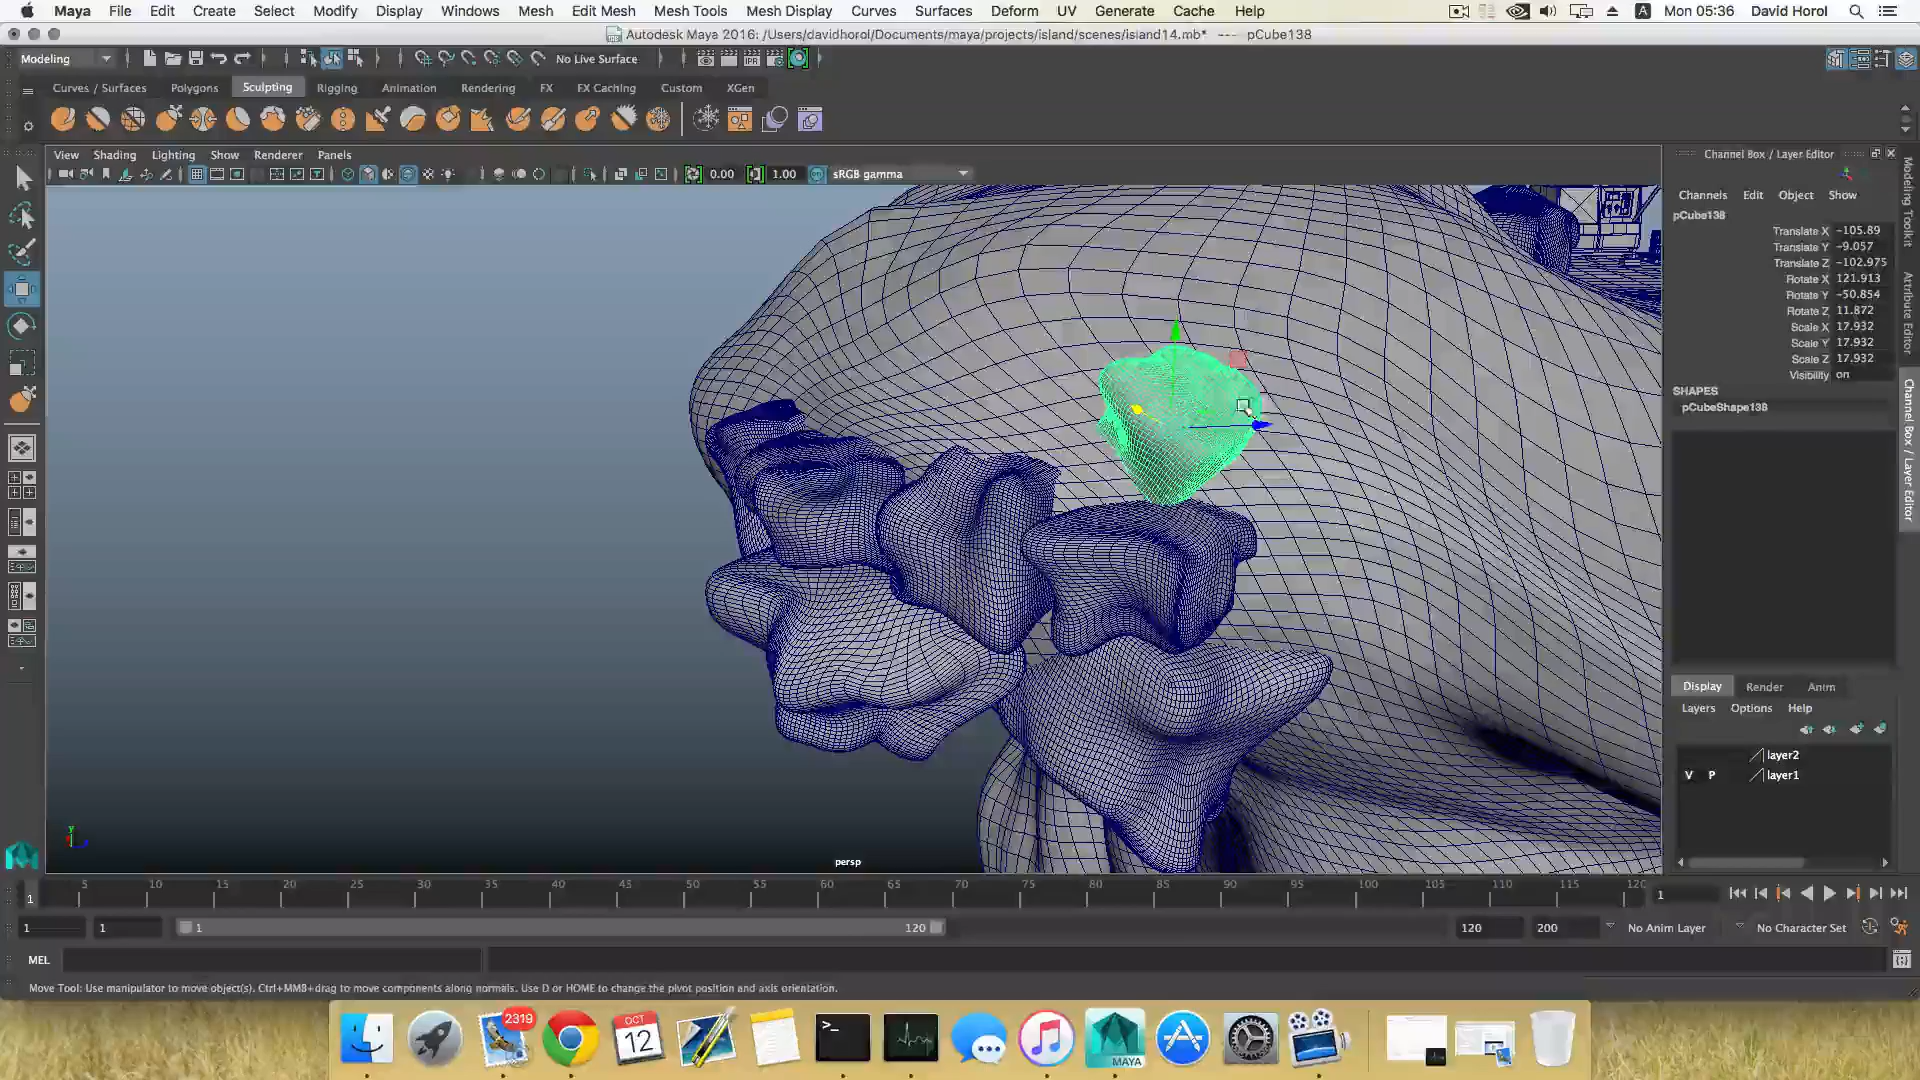 Maya File Edit Create Select Modify Display Windows Mesh Edit Mesh Mesh Tools Mesh Display Curves Surfaces Deform UV Generate Cache Help A Mon 05:36 David Horol
Autodesk Maya 2016: /Users/davidhorol/Documents/maya/projects/island/scenes/island14.mb* --- pCube138
Modeling No Live Surface IPR
Curves / Surfaces Polygons Sculpting Rigging Animation Rendering FX FX Caching Custom XGen
View Shading Lighting Show Renderer Panels
0.00 1.00 sRGB gamma
Channel Box / Layer Editor
Channels Edit Object Show
pCube138
Translate X -105.89
Translate Y -9.057
Translate Z -102.975
Rotate X 121.913
Rotate Y -50.854
Rotate Z 11.872
Scale X 17.932
Scale Y 17.932
Scale Z 17.932
Visibility on
SHAPES
pCubeShape138
Modeling Toolkit
Attribute Editor
Channel Box / Layer Editor
Display Render Anim
Layers Options Help
layer2
V P layer1
y
persp
1 5 10 15 20 25 30 35 40 45 50 55 60 65 70 75 80 85 90 95 100 105 110 115 120 1
1 1 1 120 120 200 No Anim Layer No Character Set
MEL
Move Tool: Use manipulator to move object(s). Ctrl+MMB+drag to move components along normals. Use D or HOME to change the pivot position and axis orientation.
2319
OCT
12
>_
MAYA